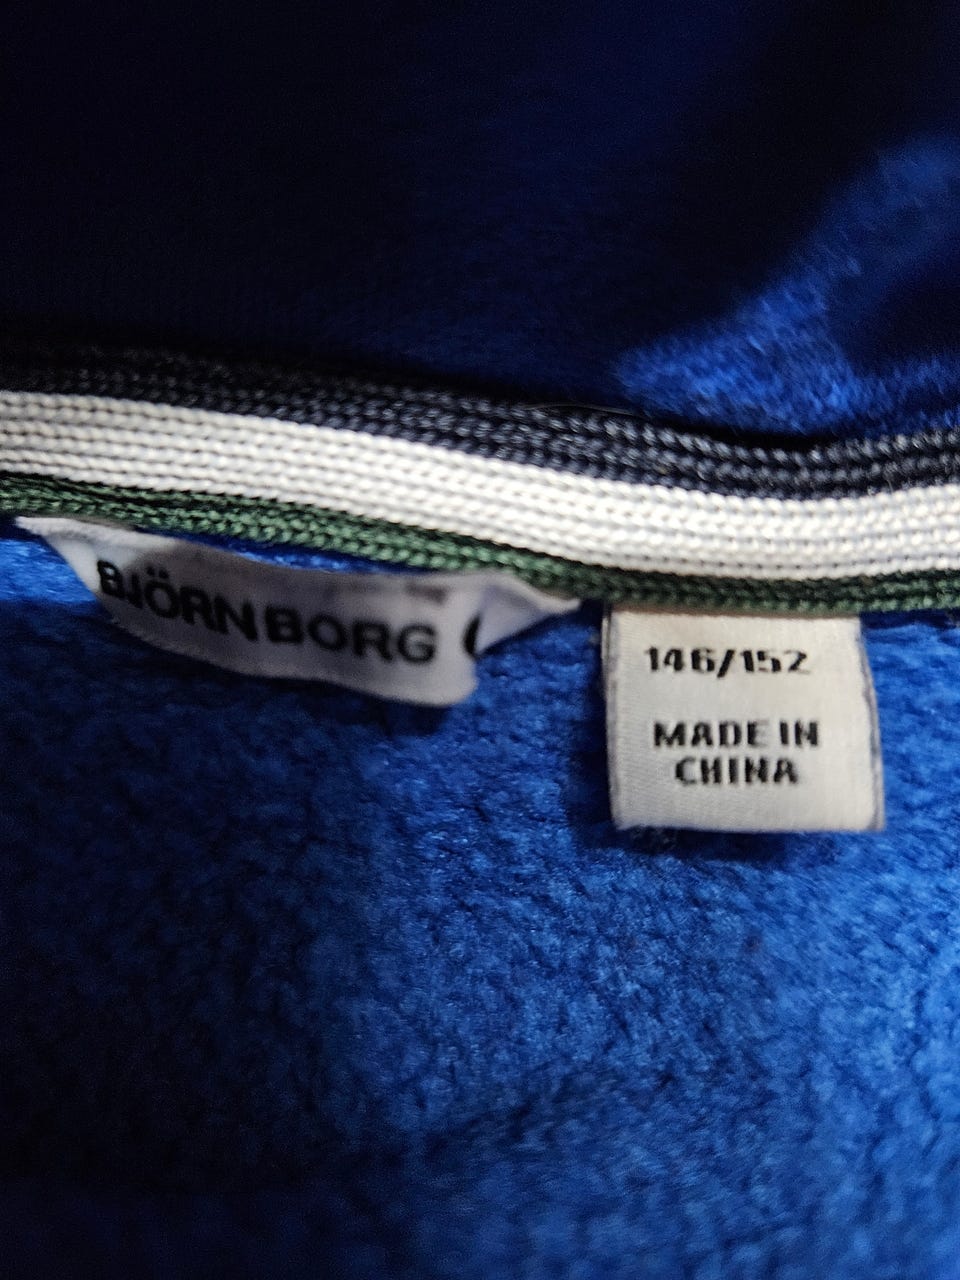 BJÖRN BORG
146/152
MADE IN
CHINA